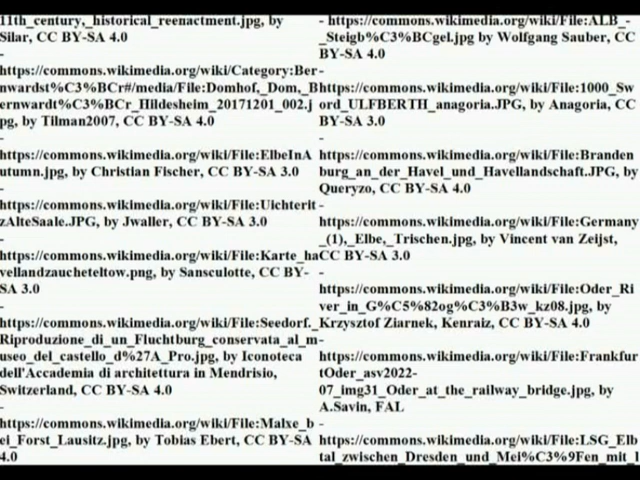 11th_century,_historical_reenactment.jpg, by
Silar, CC BY-SA 4.0
-
https://commons.wikimedia.org/wiki/Category:Ber
nwardst%C3%BCr#/media/File:Domhof,_Dom,_B
ernwardt%C3%BCr_Hildesheim_20171201_002.j
pg, by Tilman2007, CC BY-SA 4.0
-
https://commons.wikimedia.org/wiki/File:ElbeInA
utumn.jpg, by Christian Fischer, CC BY-SA 3.0
-
https://commons.wikimedia.org/wiki/File:Uichterit
zAlteSaale.JPG, by Jwaller, CC BY-SA 3.0
-
https://commons.wikimedia.org/wiki/File:Karte_ha
vellandzaucheteltow.png, by Sansculotte, CC BY-
SA 3.0
-
https://commons.wikimedia.org/wiki/File:Seedorf._
Riproduzione_di_un_Fluchtburg_conservata_al_m
useo_del_castello_d%27A_Pro.jpg, by Iconoteca
dell'Accademia di architettura in Mendrisio,
Switzerland, CC BY-SA 4.0
-
https://commons.wikimedia.org/wiki/File:Malxe_b
ei_Forst_Lausitz.jpg, by Tobias Ebert, CC BY-SA
4.0
- https://commons.wikimedia.org/wiki/File:ALB_-
_Steigb%C3%BCgel.jpg by Wolfgang Sauber, CC
BY-SA 4.0
-
https://commons.wikimedia.org/wiki/File:1000_Sw
ord_ULFBERTH_anagoria.JPG, by Anagoria, CC
BY-SA 3.0
-
https://commons.wikimedia.org/wiki/File:Branden
burg_an_der_Havel_und_Havellandschaft.JPG, by
Queryzo, CC BY-SA 4.0
-
https://commons.wikimedia.org/wiki/File:Germany
_(1),_Elbe,_Trischen.jpg, by Vincent van Zeijst,
CC BY-SA 3.0
-
https://commons.wikimedia.org/wiki/File:Oder_Ri
ver_in_G%C5%82og%C3%B3w_kz08.jpg, by
Krzysztof Ziarnek, Kenraiz, CC BY-SA 4.0
-
https://commons.wikimedia.org/wiki/File:Frankfur
tOder_asv2022-
07_img31_Oder_at_the_railway_bridge.jpg, by
A.Savin, FAL
-
https://commons.wikimedia.org/wiki/File:LSG_Elb
tal_zwischen_Dresden_und_Mei%C3%9Fen_mit_l